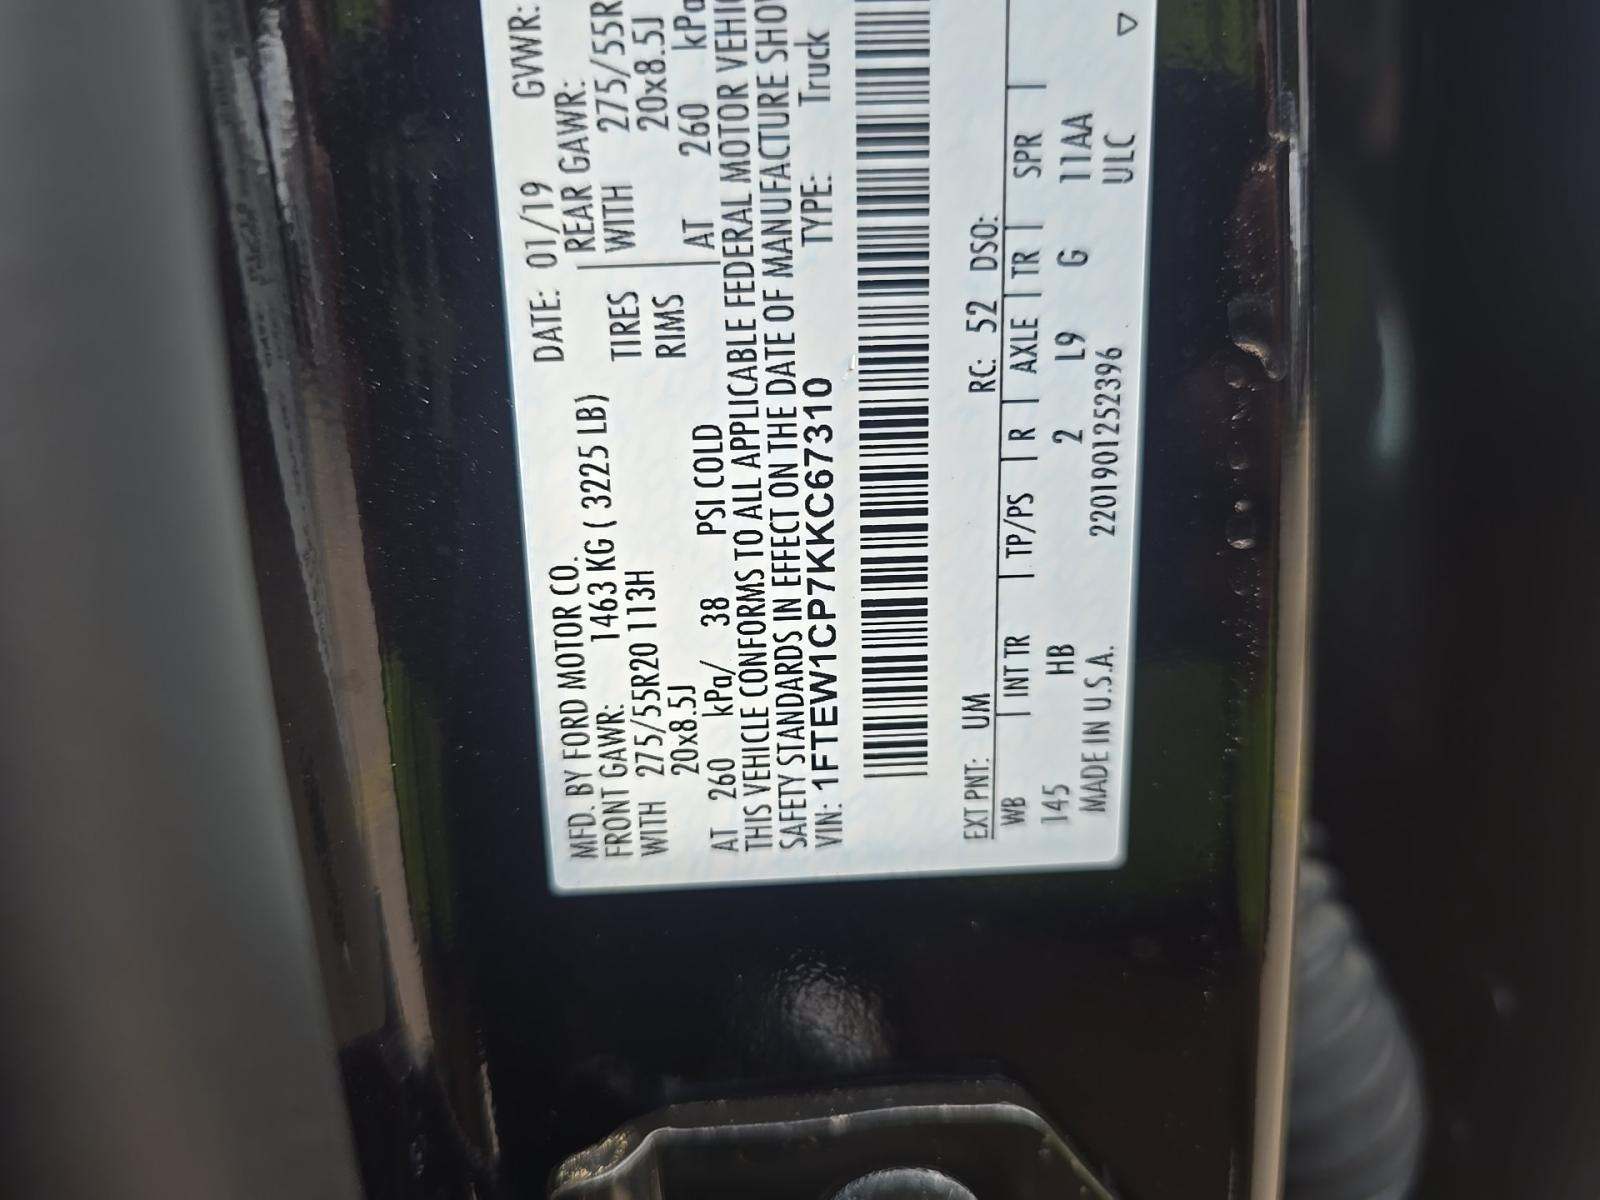 MFD. BY FORD MOTOR CO. DATE: 01/19 GVWR:
FRONT GAWR: 1463 KG ( 3225 LB) REAR GAWR:
WITH 275/55R20 113H TIRES WITH 275/55R
20x8.5J RIMS 20x8.5J
AT 260 kPa/ 38 PSI COLD AT 260 kPa
THIS VEHICLE CONFORMS TO ALL APPLICABLE FEDERAL MOTOR VEHIC
SAFETY STANDARDS IN EFFECT ON THE DATE OF MANUFACTURE SHO
VIN: 1FTEW1CP7KKC67310 TYPE: Truck
EXT PNT: UM RC: 52 DSO:
WB | INT TR | TP/PS | R | AXLE | TR | SPR |
145 HB 2 L9 G 11AA
MADE IN U.S.A. 220190125239​6 ULC